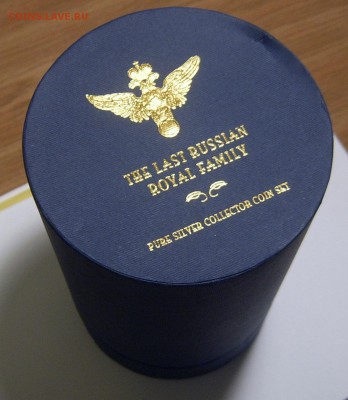 THE LAST RUSSIAN
ROYAL FAMILY
PURE SILVER COLLECTOR COIN SET